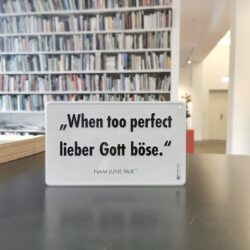 „When too perfect
lieber Gott böse.“
NAM JUNE PAIK